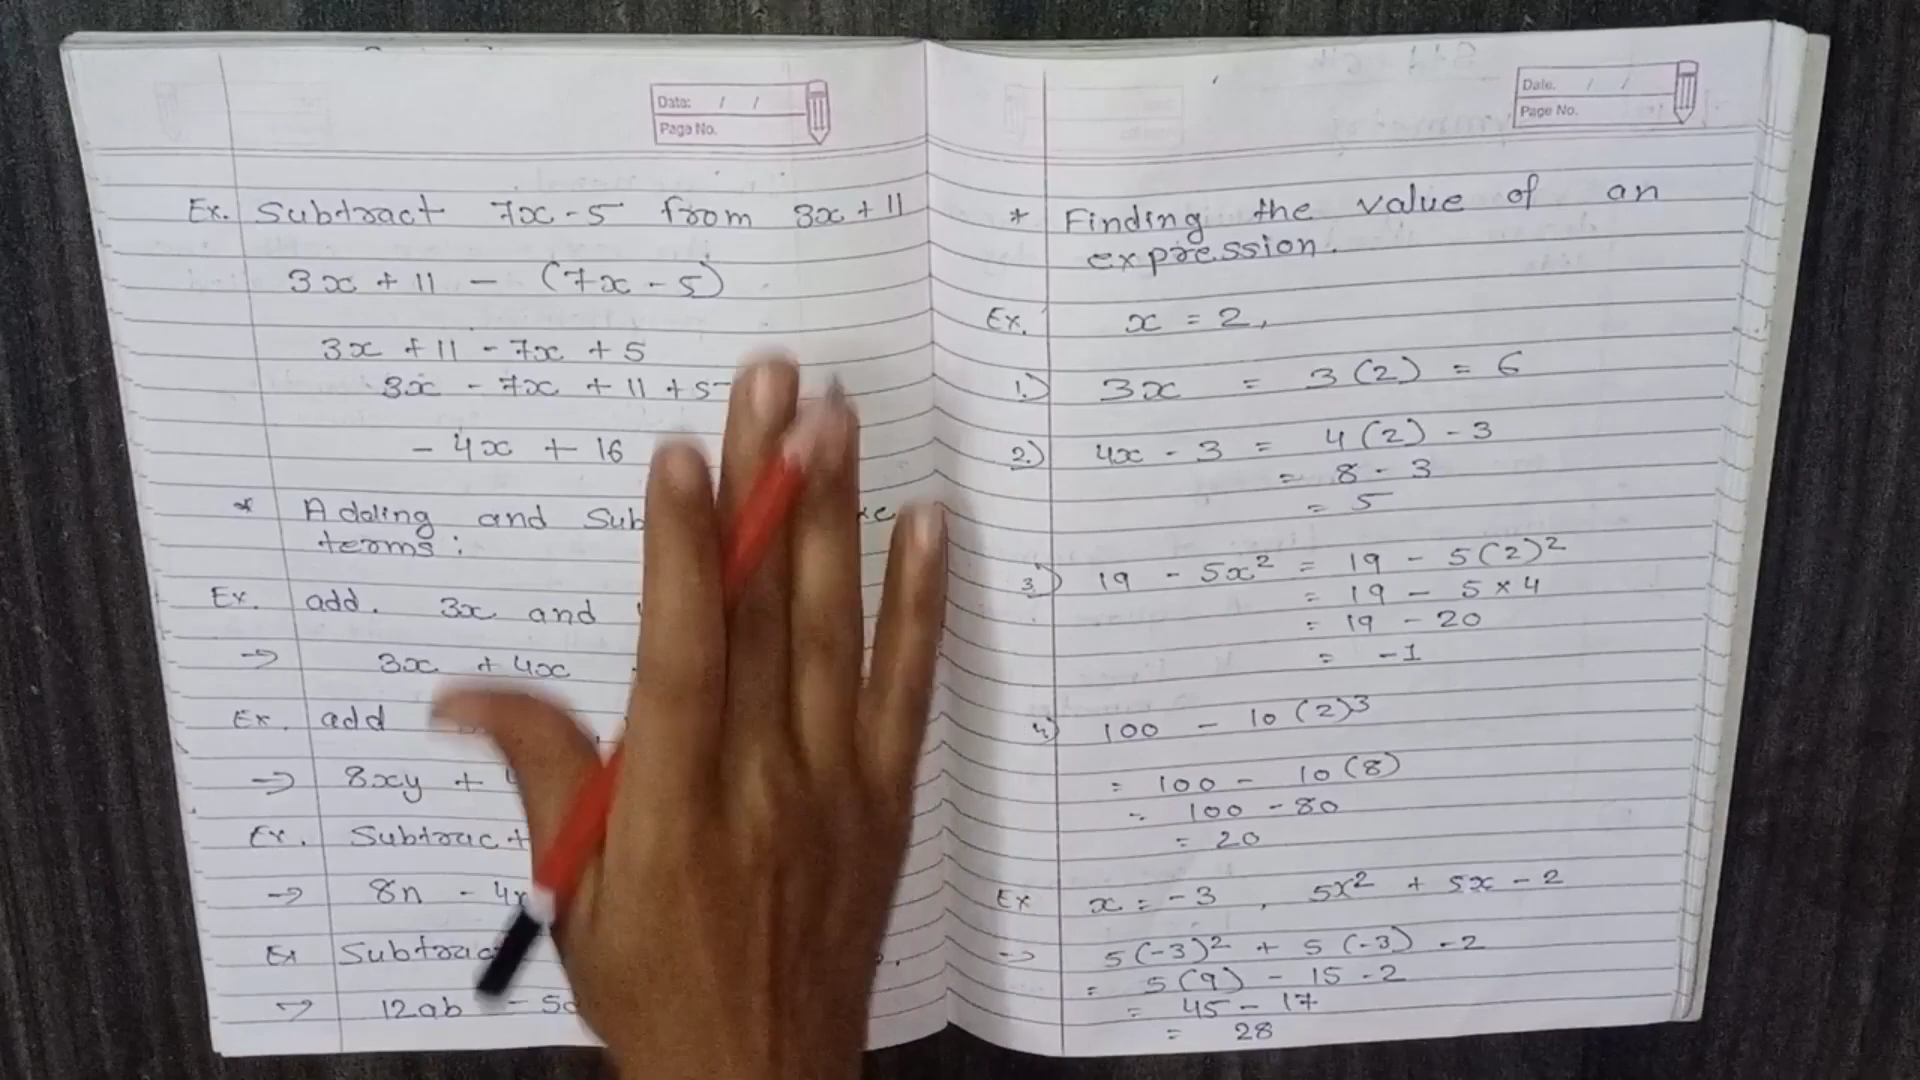 Date: / /
Page No.
Ex. Subtract 7x - 5 from 3x + 11
3x + 11 - (7x - 5)
3x + 11 - 7x + 5
3x - 7x + 11 + 5
- 4x + 16
* Adding and
terms:
Ex. add. 3x and
→ 3x + 4x
Ex. add
→ 8xy +
Ex. Subtract
→ 8n - 4
Ex
→ 12ab - 5
Date: / /
Page No.
* Finding the value of an
expression.
Ex. x = 2,
1.) 3x = 3(2) = 6
2.) 4x - 3 = 4(2) - 3
= 8 - 3
= 5
3.) 19 - 5x² = 19 - 5(2)²
= 19 - 5 × 4
= 19 - 20
= -1
4) 100 - 10(2)³
= 100 - 10(8)
= 100 - 80
= 20
Ex x = -3, 5x² + 5x - 2
→ 5(-3)² + 5(-3) - 2
= 5(9) - 15 - 2
= 45 - 17
= 28